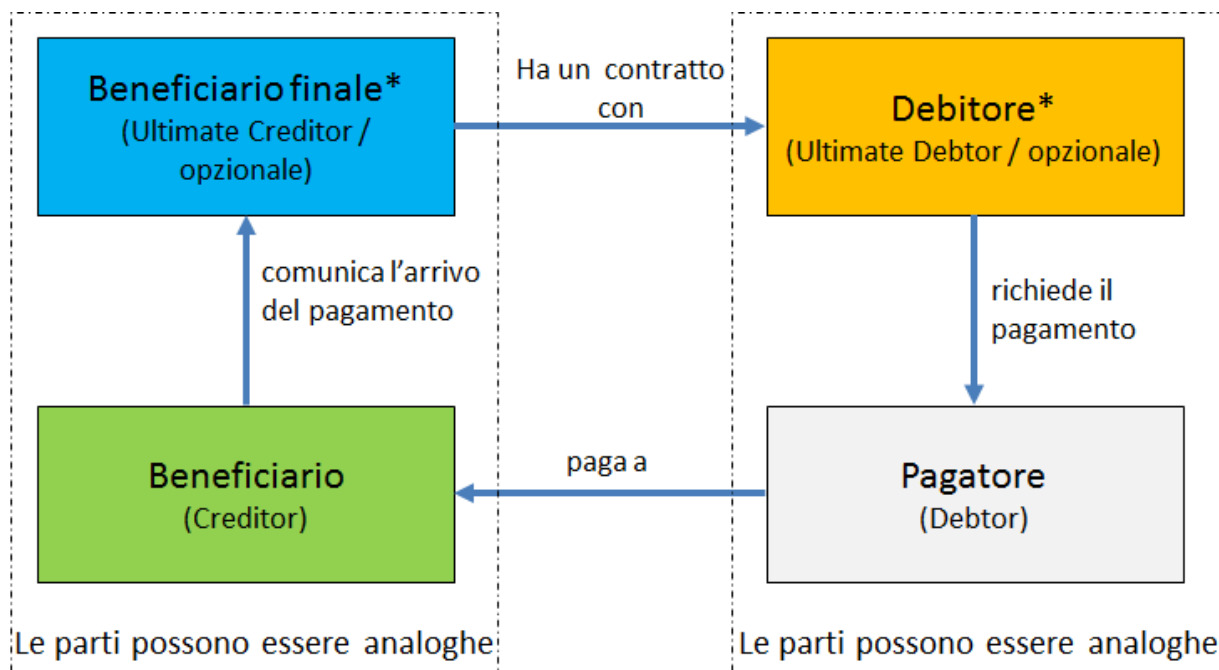 Beneficiario finale*
(Ultimate Creditor /
opzionale)
Ha un contratto
con
Debitore*
(Ultimate Debtor / opzionale)
comunica l'arrivo
del pagamento
richiede il
pagamento
Beneficiario
(Creditor)
paga a
Pagatore
(Debtor)
Le parti possono essere analoghe
Le parti possono essere analoghe